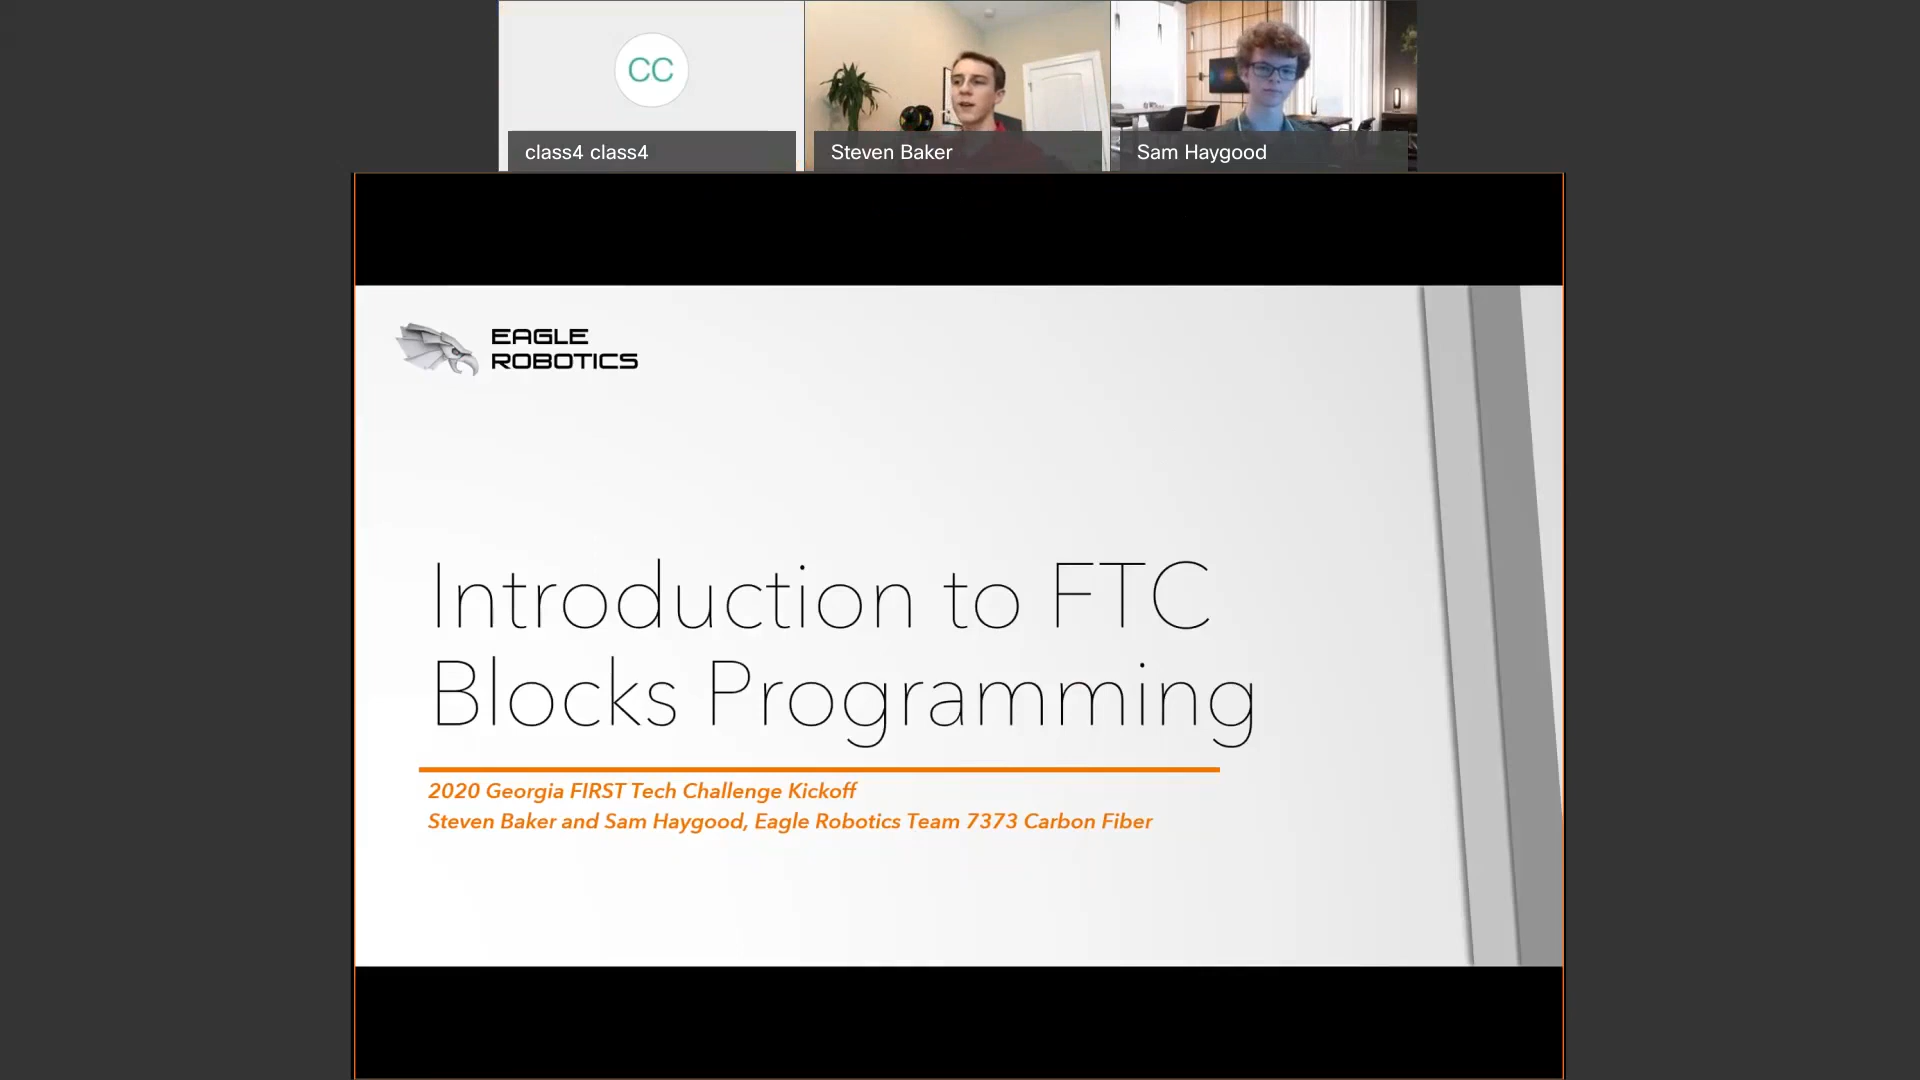 CC
class4 class4
Steven Baker
Sam Haygood
EAGLE
ROBOTICS
Introduction to FTC
Blocks Programming
2020 Georgia FIRST Tech Challenge Kickoff
Steven Baker and Sam Haygood, Eagle Robotics Team 7373 Carbon Fiber